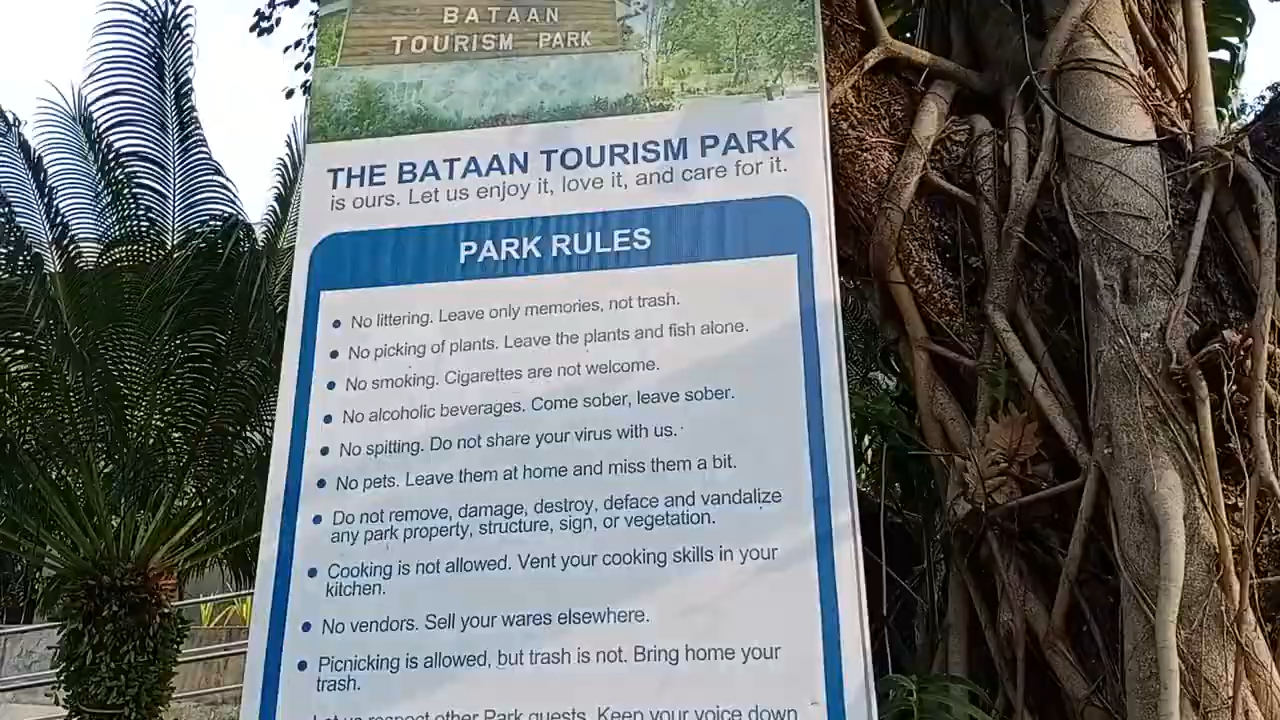 BATAAN
TOURISM PARK
THE BATAAN TOURISM PARK
is ours. Let us enjoy it, love it, and care for it.
PARK RULES
• No littering. Leave only memories, not trash.
• No picking of plants. Leave the plants and fish alone.
• No smoking. Cigarettes are not welcome.
• No alcoholic beverages. Come sober, leave sober.
• No spitting. Do not share your virus with us.
• No pets. Leave them at home and miss them a bit.
• Do not remove, damage, destroy, deface and vandalize
any park property, structure, sign, or vegetation.
• Cooking is not allowed. Vent your cooking skills in your
kitchen.
• No vendors. Sell your wares elsewhere.
• Picnicking is allowed, but trash is not. Bring home your
trash.
Let us respect other Park guests. Keep your voice down